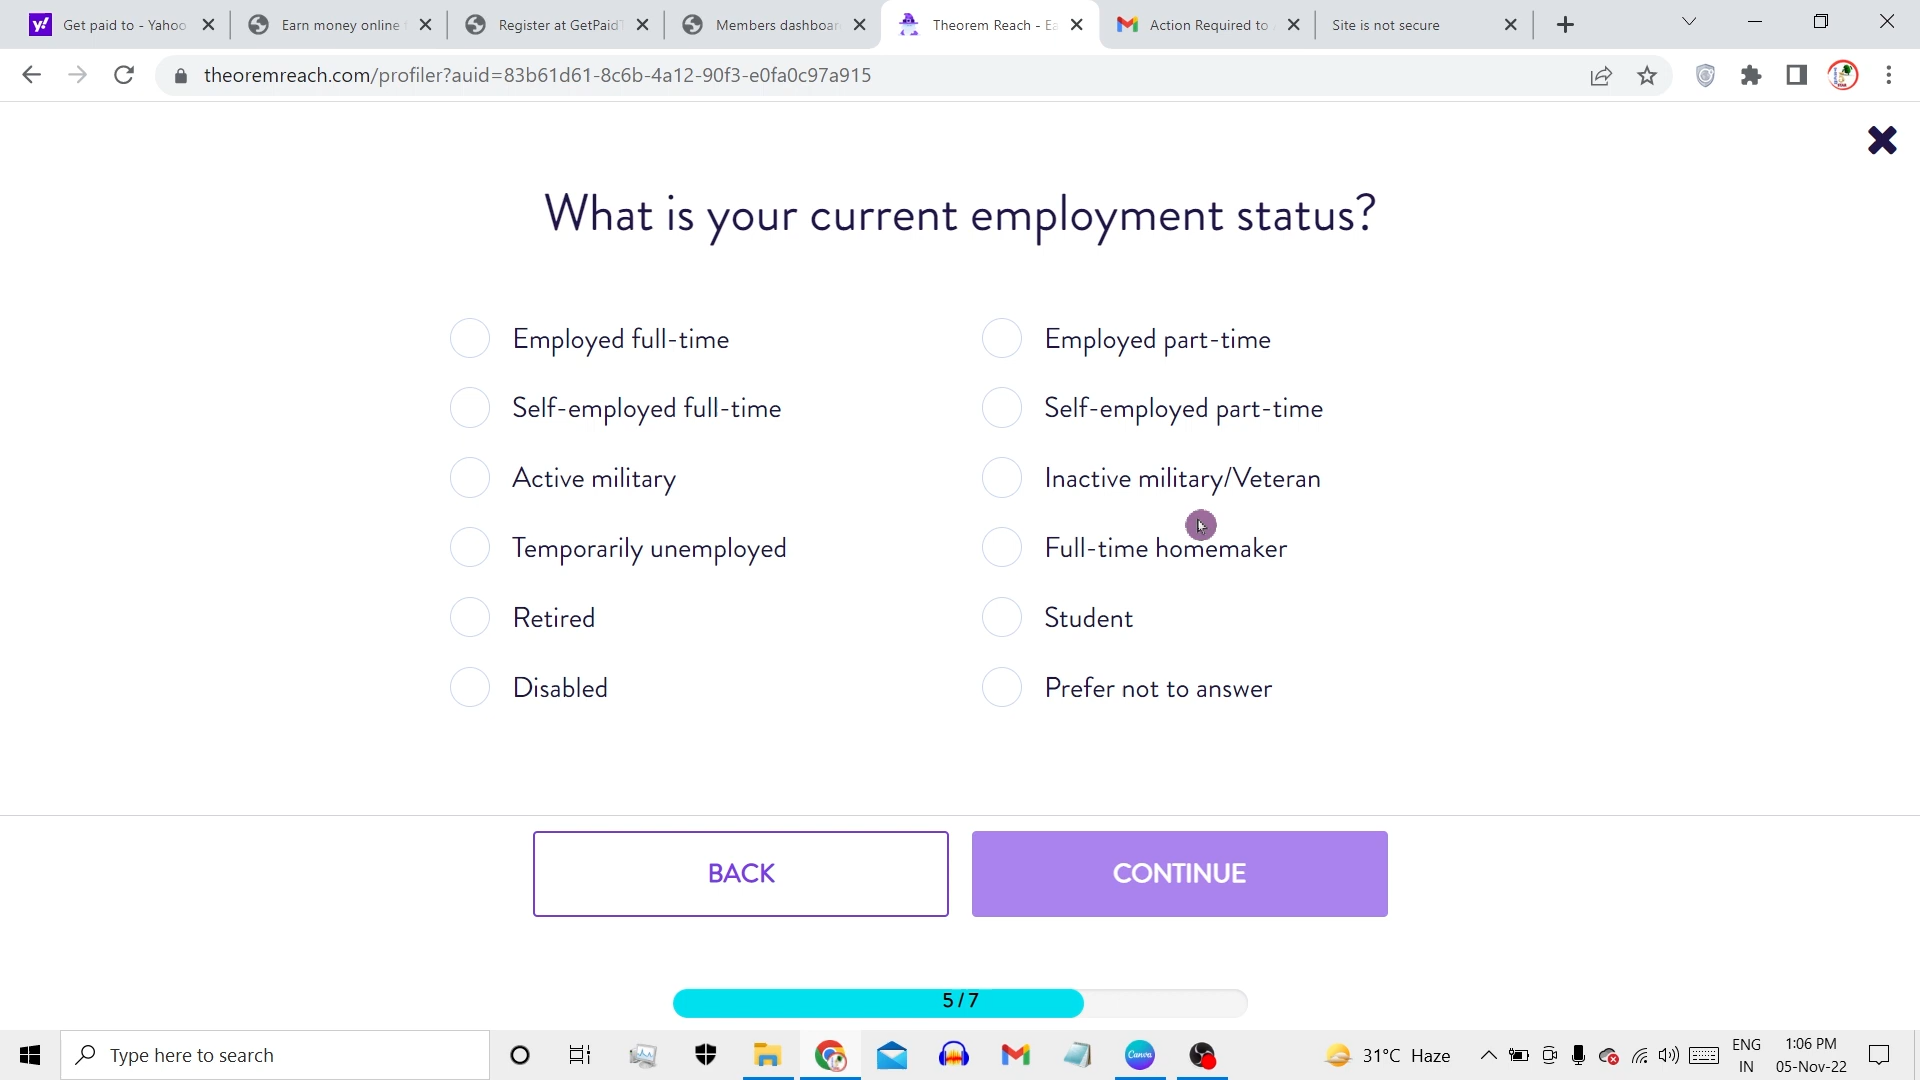 Get paid to - Yahoo
Earn money online
Register at GetPaidT
Members dashboar
Theorem Reach - Ea
Action Required to
Site is not secure
theoremreach.com/profiler?auid=83b61d61-8c6b-4a12-90f3-e0fa0c97a915
What is your current employment status?
Employed full-time
Employed part-time
Self-employed full-time
Self-employed part-time
Active military
Inactive military/Veteran
Temporarily unemployed
Full-time homemaker
Retired
Student
Disabled
Prefer not to answer
BACK
CONTINUE
5 / 7
Type here to search
Canva
31°C Haze
ENG
IN
1:06 PM
05-Nov-22